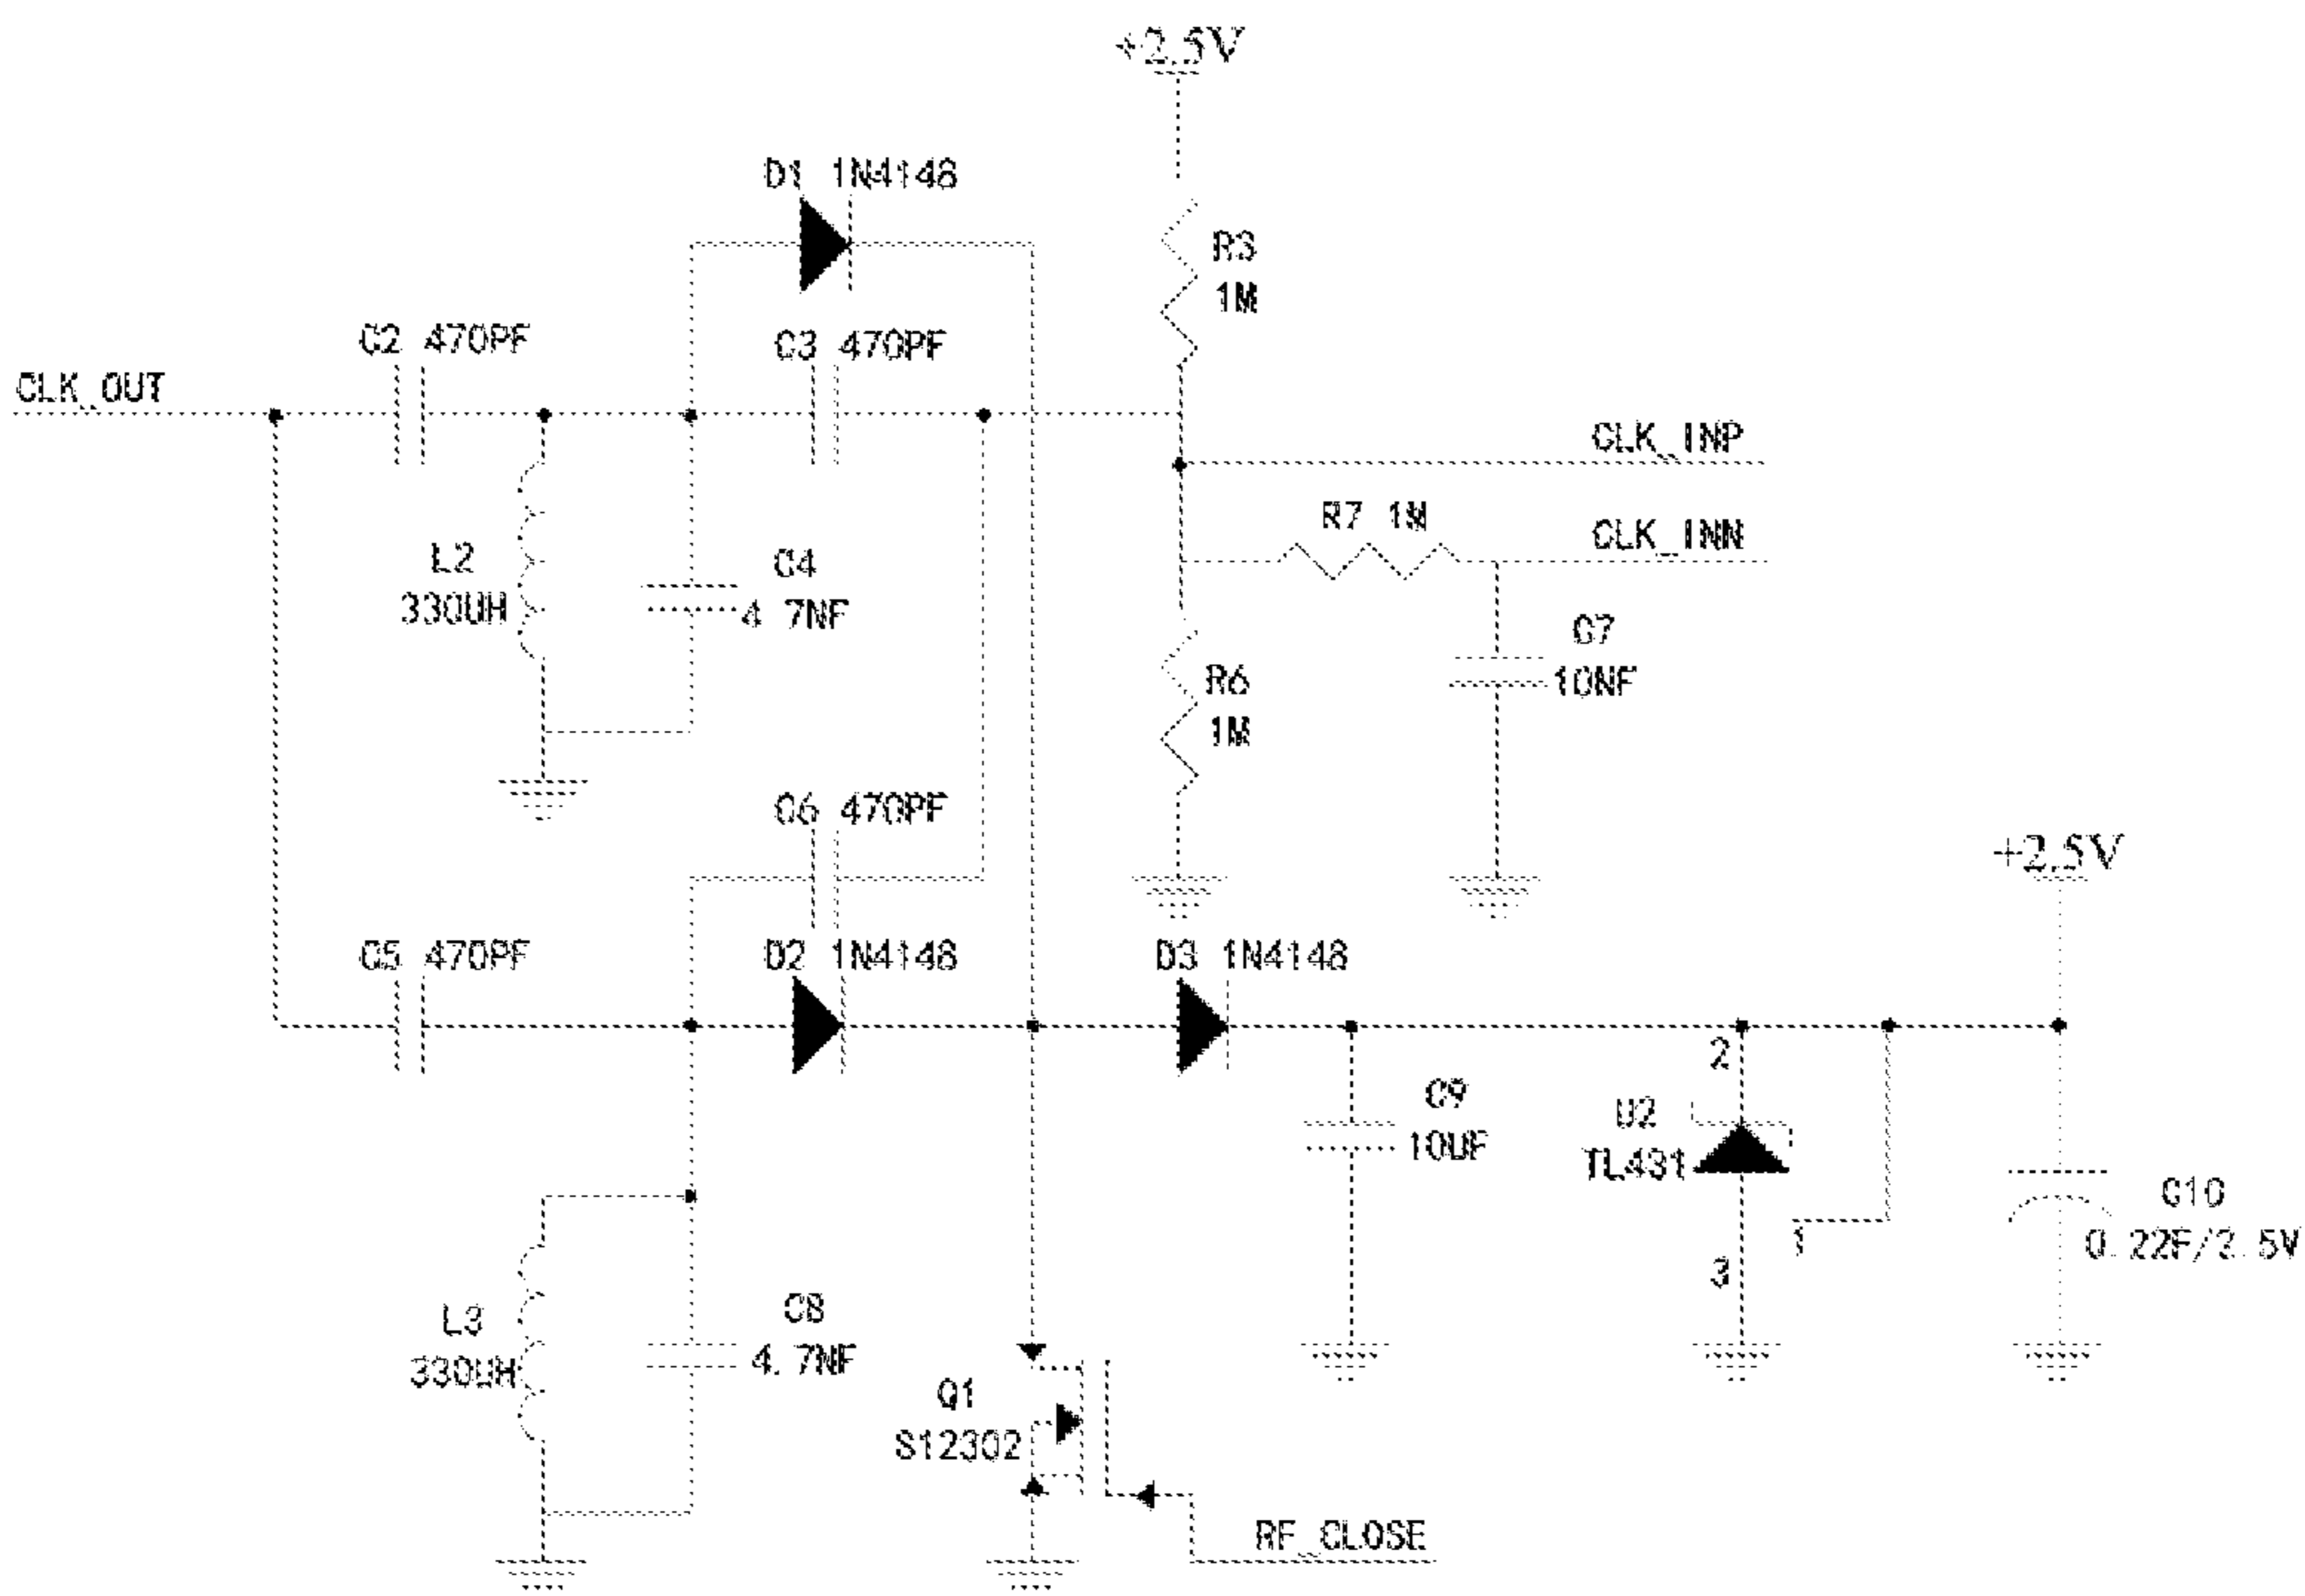 +2.5V
D1 1N4148
R3
1M
C2 470PF
C3 470PF
CLK_OUT
CLK_INP
R7 1M
CLK_INN
L2
330UH
C4
4.7NF
C7
10NF
R6
1M
C6 470PF
+2.5V
C5 470PF
D2 1N4148
D3 1N4148
2
C9
10UF
U2
TL431
1
C10
0.22F/2.5V
3
L3
330UH
C8
4.7NF
Q1
S12302
RF_CLOSE